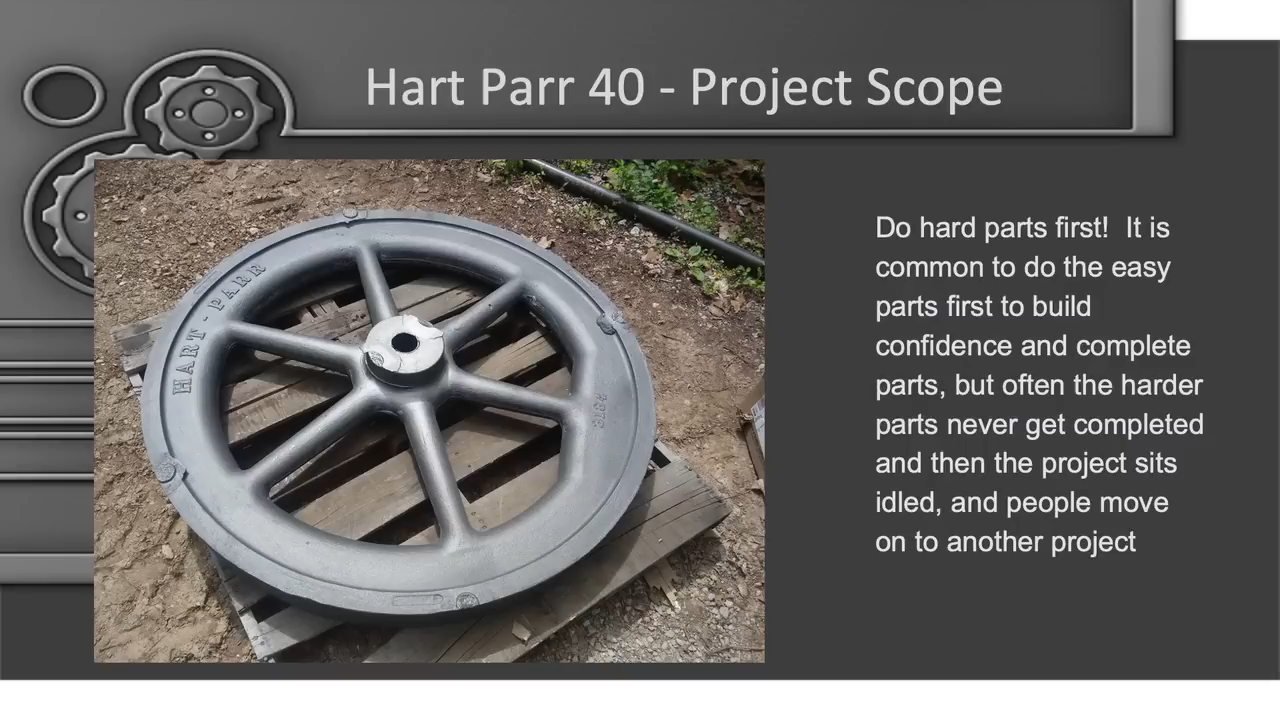 Hart Parr 40 - Project Scope
HART - PARR
Do hard parts first!  It is
common to do the easy
parts first to build
confidence and complete
parts, but often the harder
parts never get completed
and then the project sits
idled, and people move
on to another project